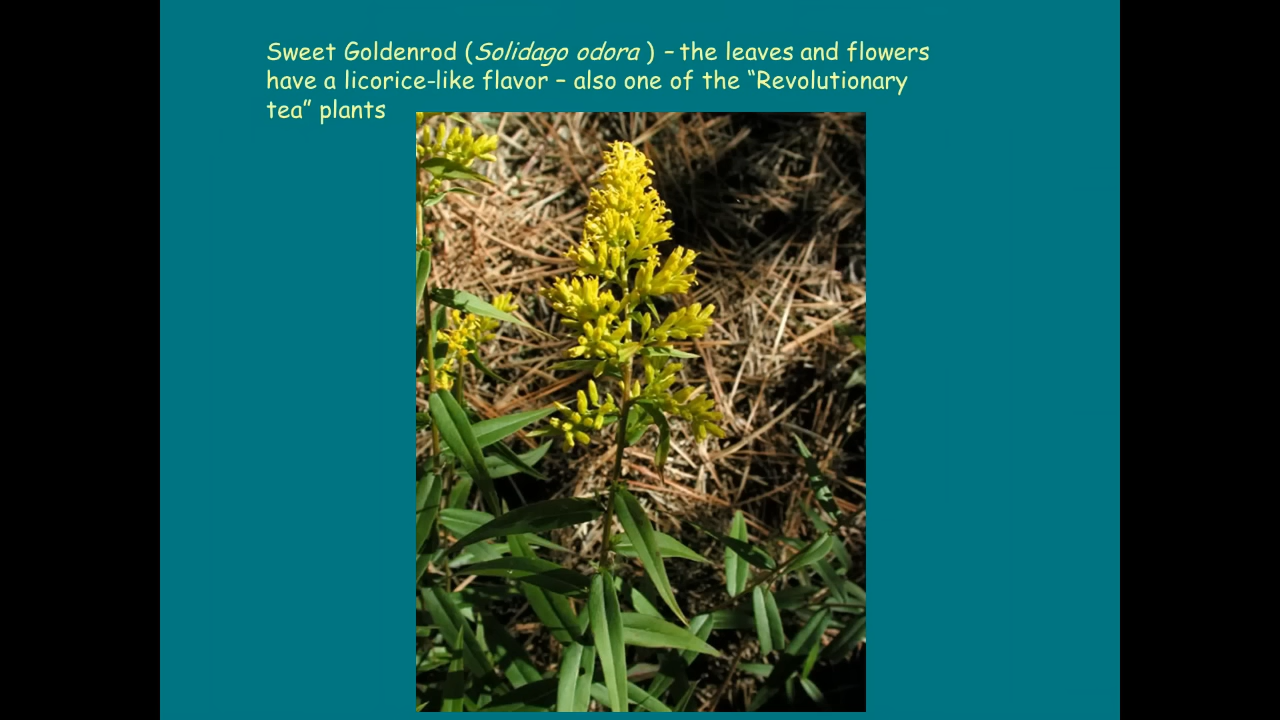 Sweet Goldenrod (Solidago odora ) – the leaves and flowers
have a licorice-like flavor – also one of the “Revolutionary
tea” plants